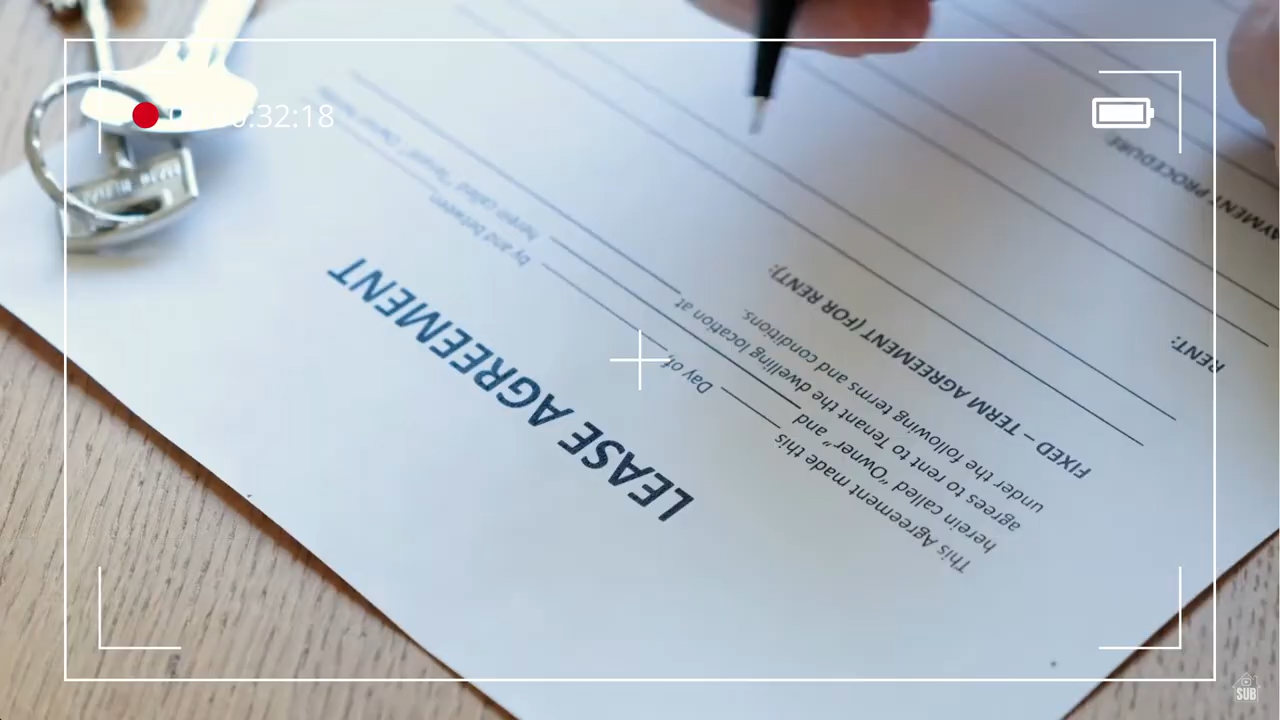 :32:18
LEASE AGREEMENT
This Agreement made this
Day of,
by and between,
herein called "Owner" and
herein called "Tenant"
agrees to rent to Tenant the dwelling location at
under the following terms and conditions.
FIXED – TERM AGREEMENT (FOR RENT):
RENT:
AYMENT PROCEDURE
SUB